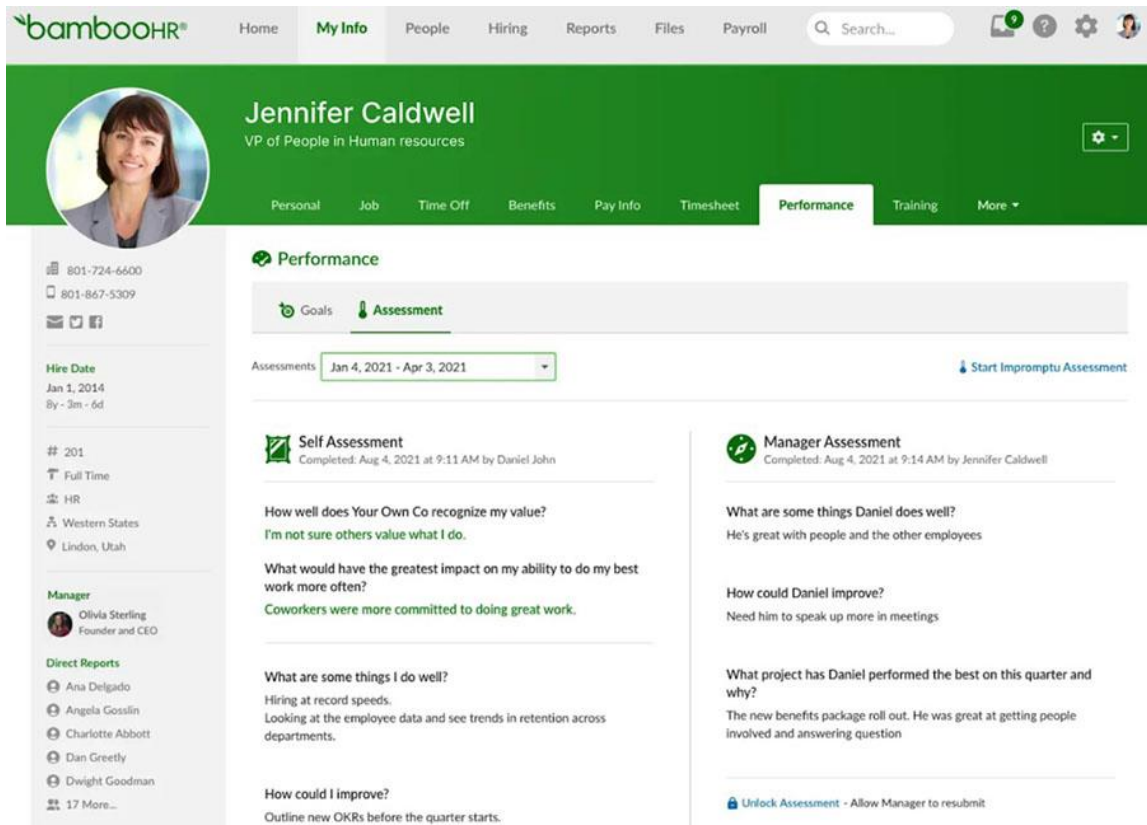 bambooHR®
Home My Info People Hiring Reports Files Payroll Search... 9 ?
Jennifer Caldwell
VP of People in Human resources
Personal Job Time Off Benefits Pay Info Timesheet Performance Training More
801-724-6600
801-867-5309
Hire Date
Jan 1, 2014
8y - 3m - 6d
# 201
Full Time
HR
Western States
Lindon, Utah
Manager
Olivia Sterling
Founder and CEO
Direct Reports
Ana Delgado
Angela Gosslin
Charlotte Abbott
Dan Greetly
Dwight Goodman
17 More...
Performance
Goals Assessment
Assessments Jan 4, 2021 - Apr 3, 2021 Start Impromptu Assessment
Self Assessment
Completed: Aug 4, 2021 at 9:11 AM by Daniel John
How well does Your Own Co recognize my value?
I'm not sure others value what I do.
What would have the greatest impact on my ability to do my best
work more often?
Coworkers were more committed to doing great work.
What are some things I do well?
Hiring at record speeds.
Looking at the employee data and see trends in retention across
departments.
How could I improve?
Outline new OKRs before the quarter starts.
Manager Assessment
Completed: Aug 4, 2021 at 9:14 AM by Jennifer Caldwell
What are some things Daniel does well?
He's great with people and the other employees
How could Daniel improve?
Need him to speak up more in meetings
What project has Daniel performed the best on this quarter and
why?
The new benefits package roll out. He was great at getting people
involved and answering question
Unlock Assessment - Allow Manager to resubmit